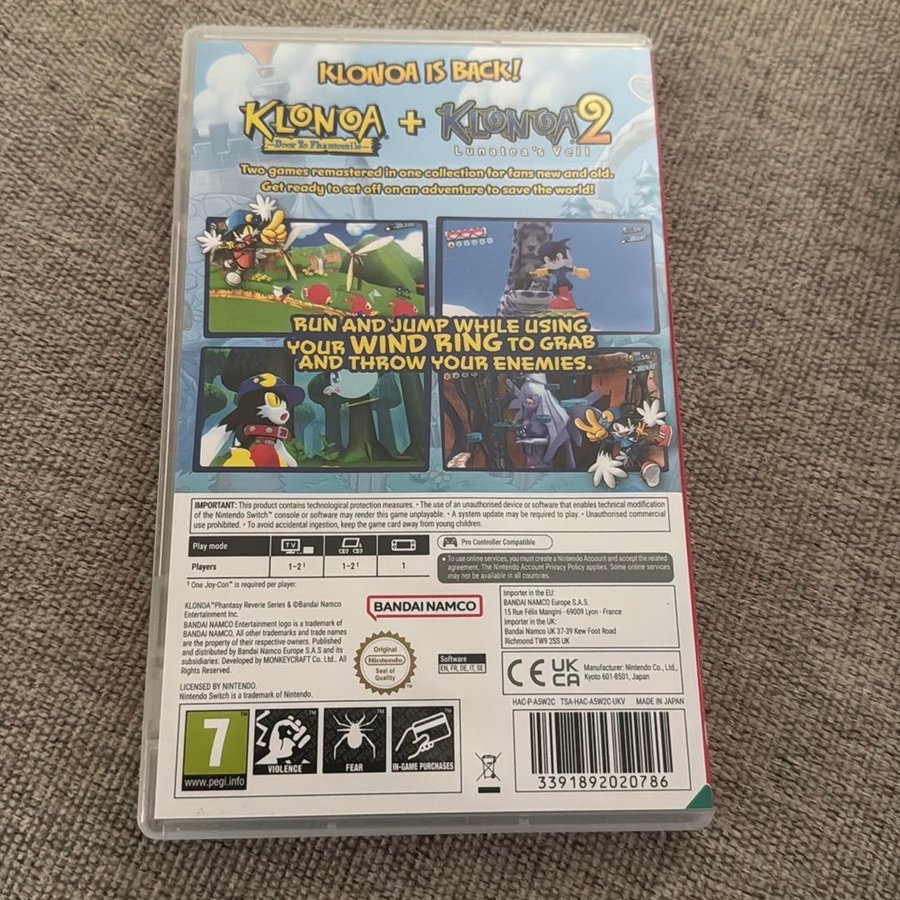 KLONOA IS BACK!
KLONOA
Door To Phantomile
+
KLONOA 2
Lunatea's Veil
Two games remastered in one collection for fans new and old.
Get ready to set off on an adventure to save the world!
RUN AND JUMP WHILE USING
YOUR WIND RING TO GRAB
AND THROW YOUR ENEMIES.
IMPORTANT: This product contains technological protection measures. • The use of an unauthorised device or software that enables technical modification
of the Nintendo Switch™ console or software may render this game unplayable. • A system update may be required to play. • Unauthorised commercial
use prohibited. • To avoid accidental ingestion, keep the game card away from young children.
Play mode TV
Players 1-2¹ 1-2¹ 1
¹ One Joy-Con™ is required per player.
Pro Controller Compatible
• To use online services, you must create a Nintendo Account and accept the related
agreement. The Nintendo Account Privacy Policy applies. Some online services
may not be available in all countries.
KLONOA™Phantasy Reverie Series & ©Bandai Namco
Entertainment Inc.
BANDAI NAMCO Entertainment logo is a trademark of
BANDAI NAMCO. All other trademarks and trade names
are the property of their respective owners. Published
and distributed by Bandai Namco Europe S.A.S and its
subsidiaries. Developed by MONKEYCRAFT Co. Ltd.. All
Rights Reserved.
LICENSED BY NINTENDO.
Nintendo Switch is a trademark of Nintendo.
BANDAI NAMCO
Original
Nintendo
Seal of
Quality
TM
Software
EN, FR, DE, IT, SE
Importer in the EU:
BANDAI NAMCO Europe S.A.S.
15 Rue Félix Mangini - 69009 Lyon - France
Importer in the UK:
Bandai Namco UK 37-39 Kew Foot Road
Richmond TW9 2SS UK
CE
UK
CA
Manufacturer: Nintendo Co., Ltd.,
Kyoto 601-8501, Japan
HAC-P-A5W2C TSA-HAC-A5W2C-UKV MADE IN JAPAN
7
TM
www.pegi.info
TM
VIOLENCE
TM
FEAR
TM
IN-GAME PURCHASES
3391892020786